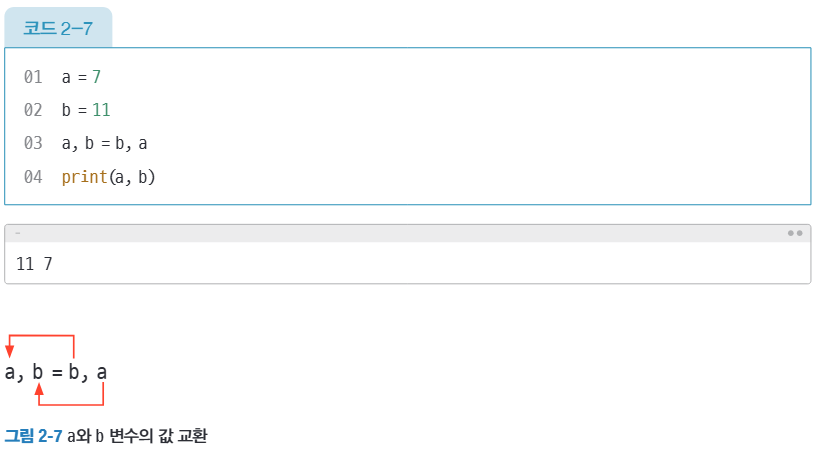 코드 2-7
01 a = 7
02 b = 11
03 a, b = b, a
04 print(a, b)
11 7
a, b = b, a
그림 2-7 a와 b 변수의 값 교환